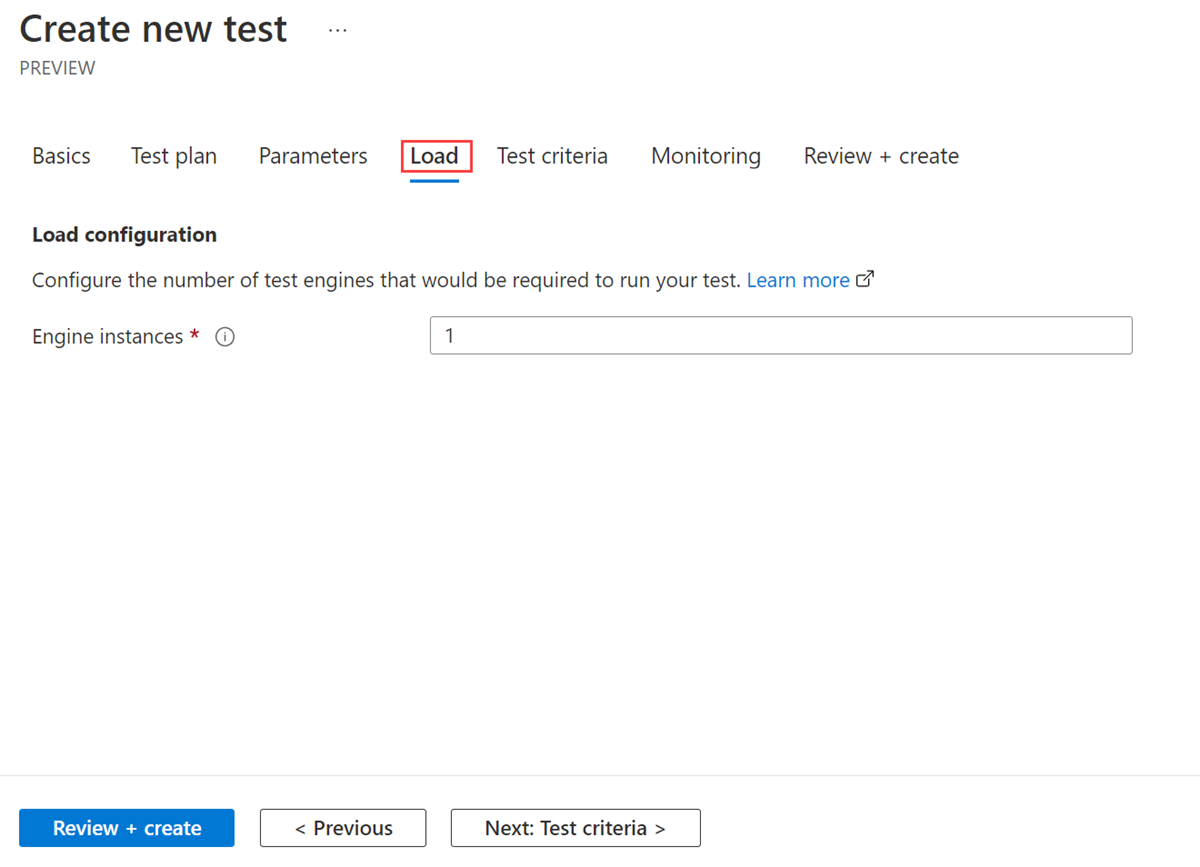 Create new test ...
PREVIEW
Basics Test plan Parameters Load Test criteria Monitoring Review + create
Load configuration
Configure the number of test engines that would be required to run your test. Learn more
Engine instances * 1
Review + create < Previous Next: Test criteria >